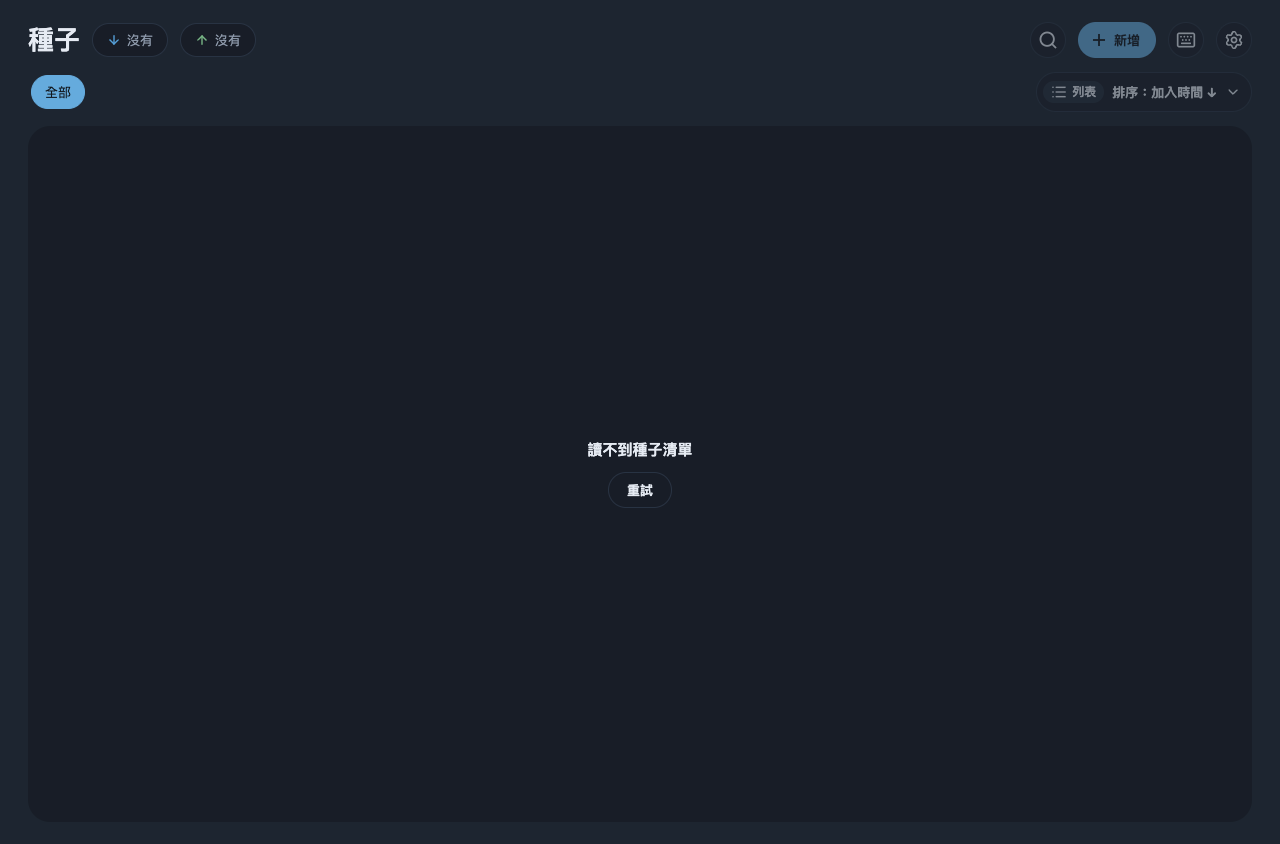 種子 沒有 沒有 新增
全部 列表 排序：加入時間
讀不到種子清單
重試